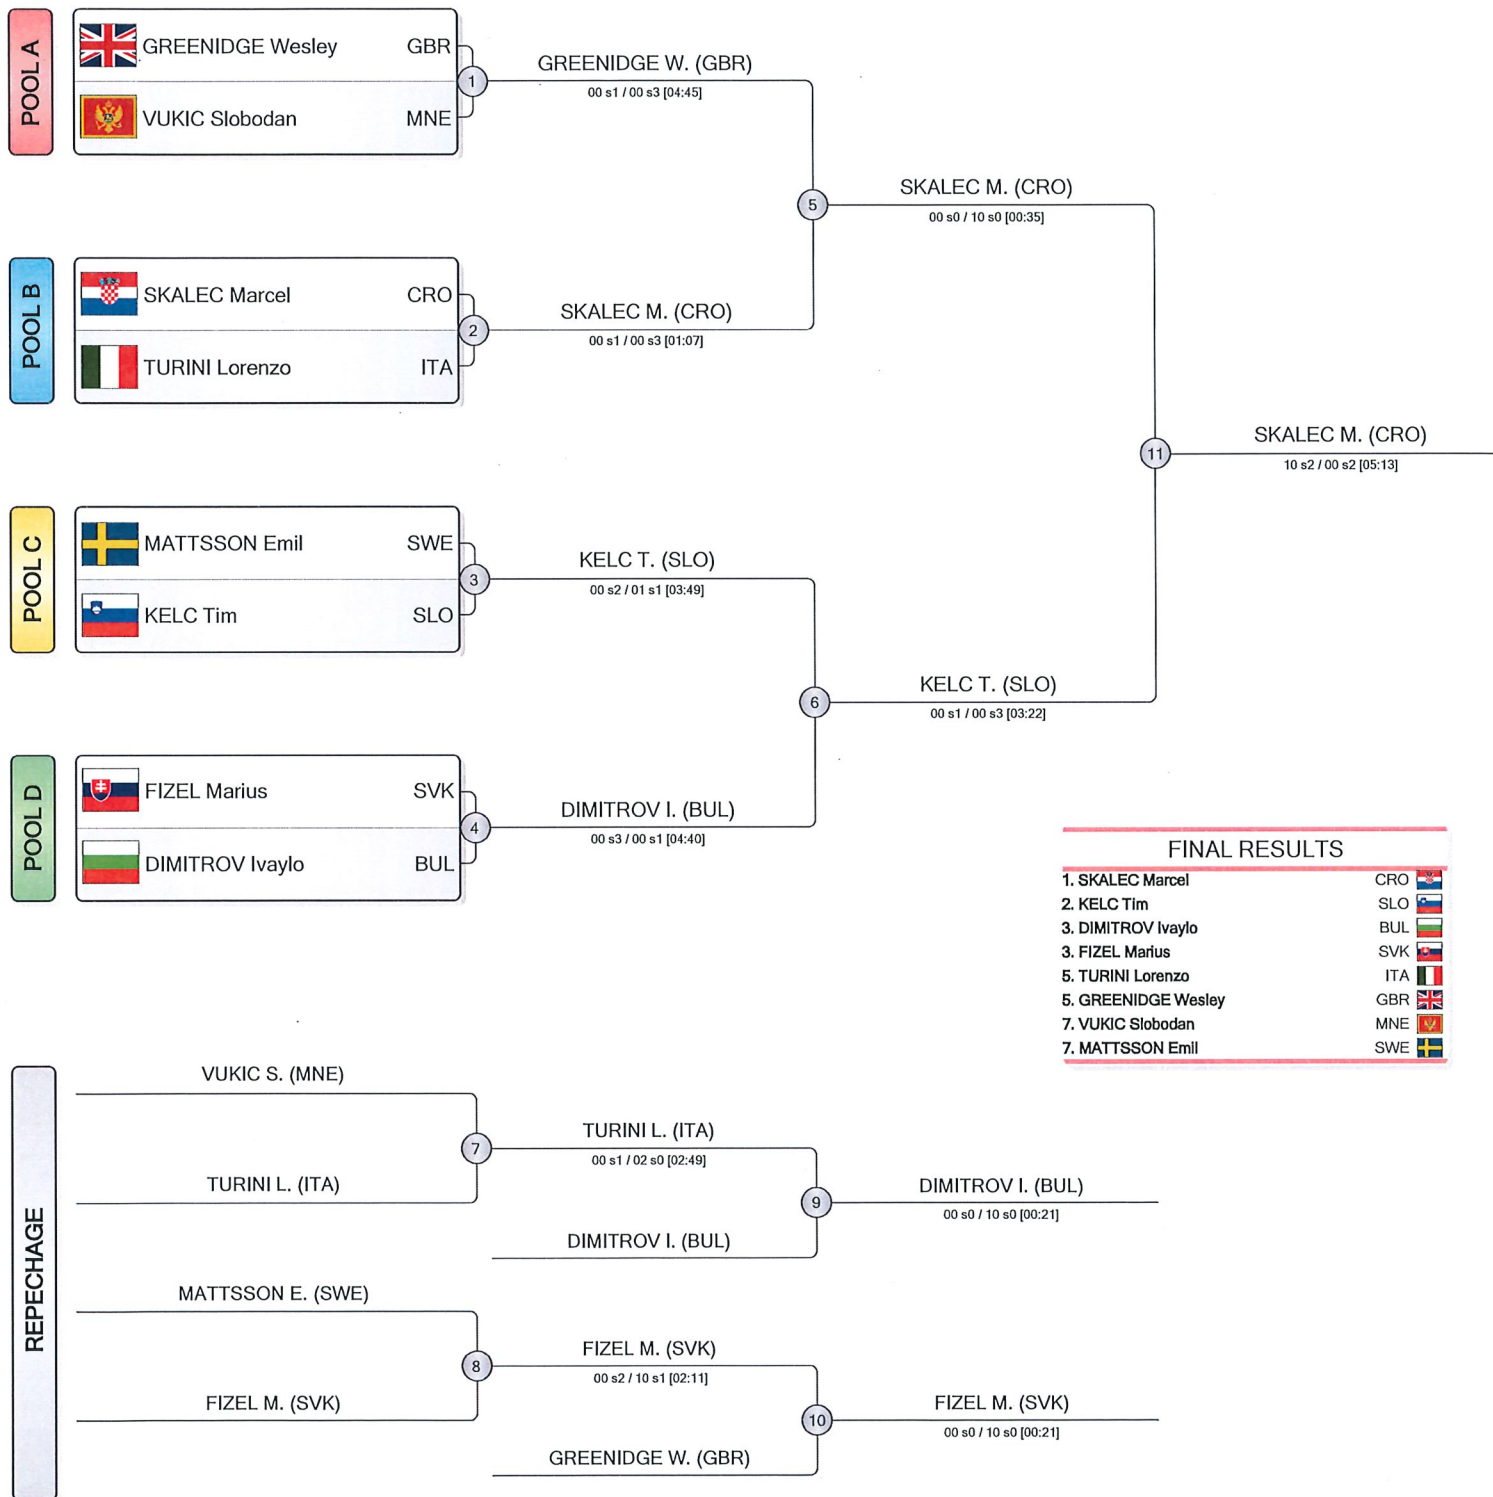 POOL A
GREENIDGE Wesley GBR
VUKIC Slobodan MNE
1
GREENIDGE W. (GBR)
00 s1 / 00 s3 [04:45]
POOL B
SKALEC Marcel CRO
TURINI Lorenzo ITA
2
SKALEC M. (CRO)
00 s1 / 00 s3 [01:07]
5
SKALEC M. (CRO)
00 s0 / 10 s0 [00:35]
POOL C
MATTSSON Emil SWE
KELC Tim SLO
3
KELC T. (SLO)
00 s2 / 01 s1 [03:49]
POOL D
FIZEL Marius SVK
DIMITROV Ivaylo BUL
4
DIMITROV I. (BUL)
00 s3 / 00 s1 [04:40]
6
KELC T. (SLO)
00 s1 / 00 s3 [03:22]
11
SKALEC M. (CRO)
10 s2 / 00 s2 [05:13]
FINAL RESULTS
1. SKALEC Marcel CRO
2. KELC Tim SLO
3. DIMITROV Ivaylo BUL
3. FIZEL Marius SVK
5. TURINI Lorenzo ITA
5. GREENIDGE Wesley GBR
7. VUKIC Slobodan MNE
7. MATTSSON Emil SWE
REPECHAGE
VUKIC S. (MNE)
TURINI L. (ITA)
7
TURINI L. (ITA)
00 s1 / 02 s0 [02:49]
DIMITROV I. (BUL)
9
DIMITROV I. (BUL)
00 s0 / 10 s0 [00:21]
MATTSSON E. (SWE)
FIZEL M. (SVK)
8
FIZEL M. (SVK)
00 s2 / 10 s1 [02:11]
GREENIDGE W. (GBR)
10
FIZEL M. (SVK)
00 s0 / 10 s0 [00:21]